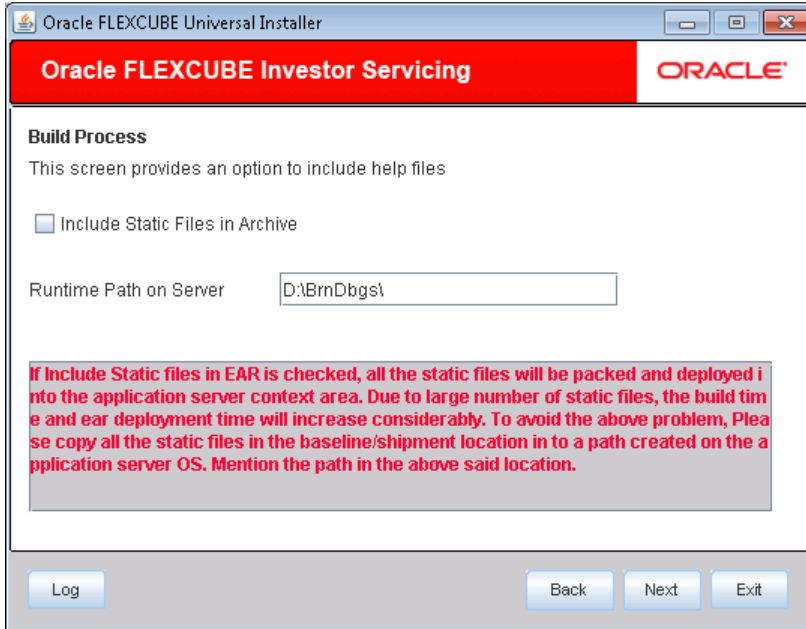 Oracle FLEXCUBE Universal Installer
Oracle FLEXCUBE Investor Servicing
ORACLE
Build Process
This screen provides an option to include help files
Include Static Files in Archive
Runtime Path on Server
D:\BrnDbgs\
If Include Static files in EAR is checked, all the static files will be packed and deployed i
nto the application server context area. Due to large number of static files, the build tim
e and ear deployment time will increase considerably. To avoid the above problem, Plea
se copy all the static files in the baseline/shipment location in to a path created on the a
pplication server OS. Mention the path in the above said location.
Log
Back
Next
Exit